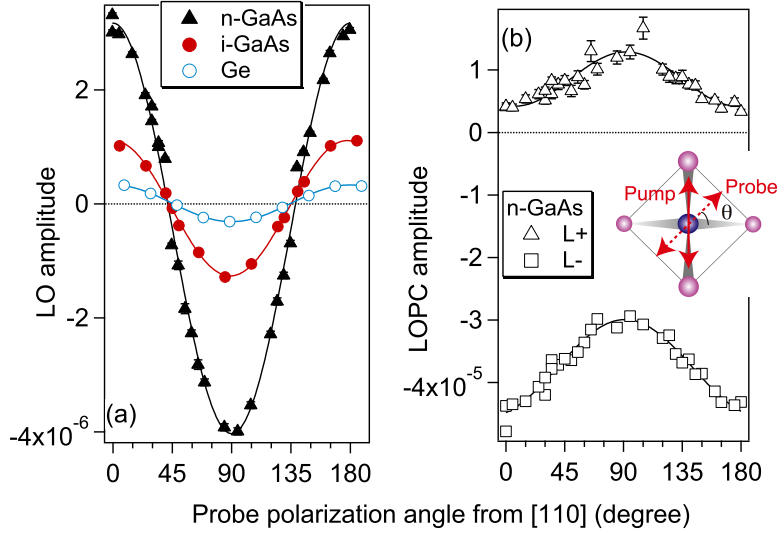 n-GaAs
i-GaAs
Ge
LO amplitude
2
0
-2
-4x10⁻⁶
(a)
0 45 90 135 180
(b)
LOPC amplitude
1
0
-1
-2
-3
-4x10⁻⁵
n-GaAs
L+
L-
Pump
Probe
θ
0 45 90 135 180
Probe polarization angle from [110] (degree)